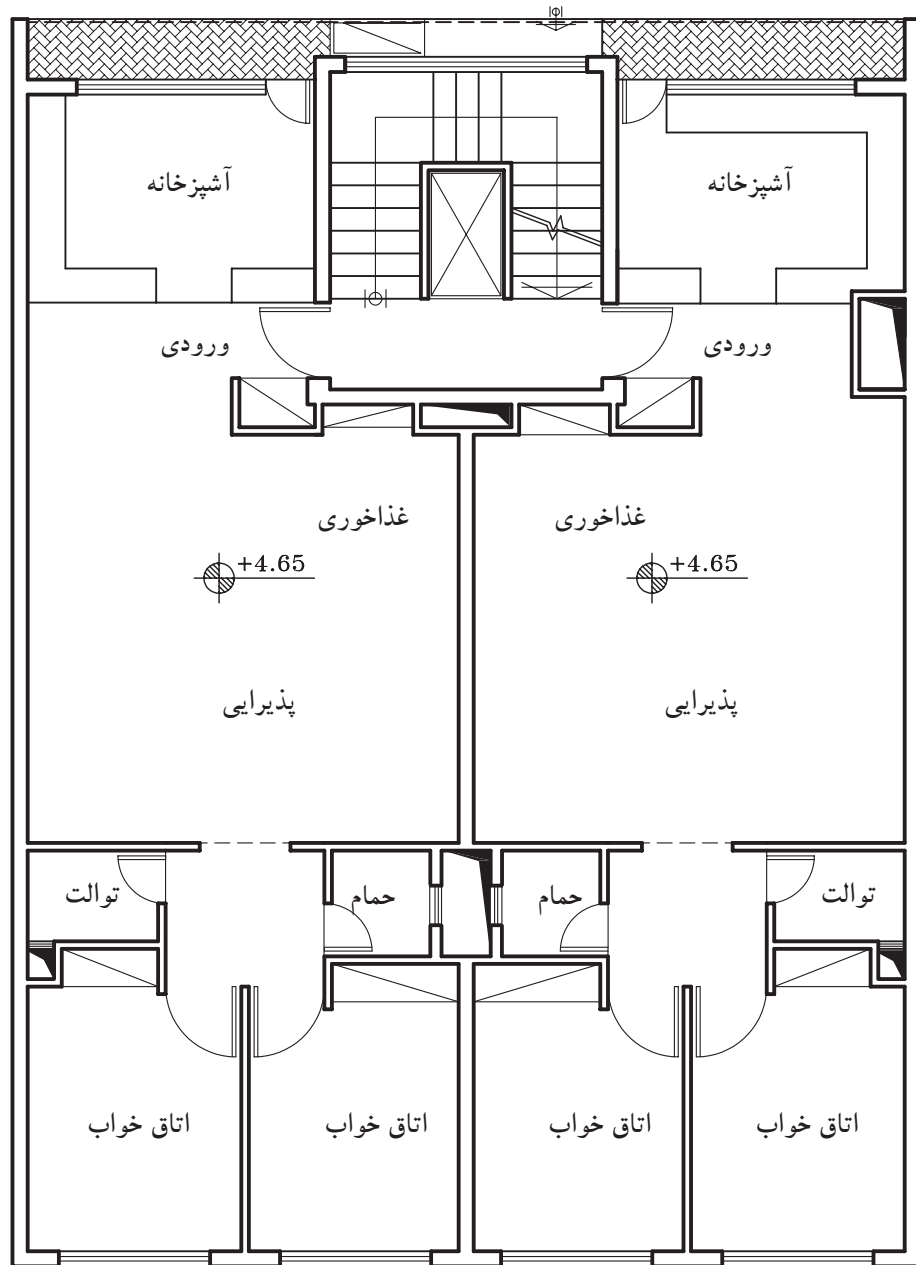 آشپزخانه
آشپزخانه
ورودی
ورودی
غذاخوری
غذاخوری
+4.65
+4.65
پذیرایی
پذیرایی
توالت
حمام
حمام
توالت
اتاق خواب
اتاق خواب
اتاق خواب
اتاق خواب